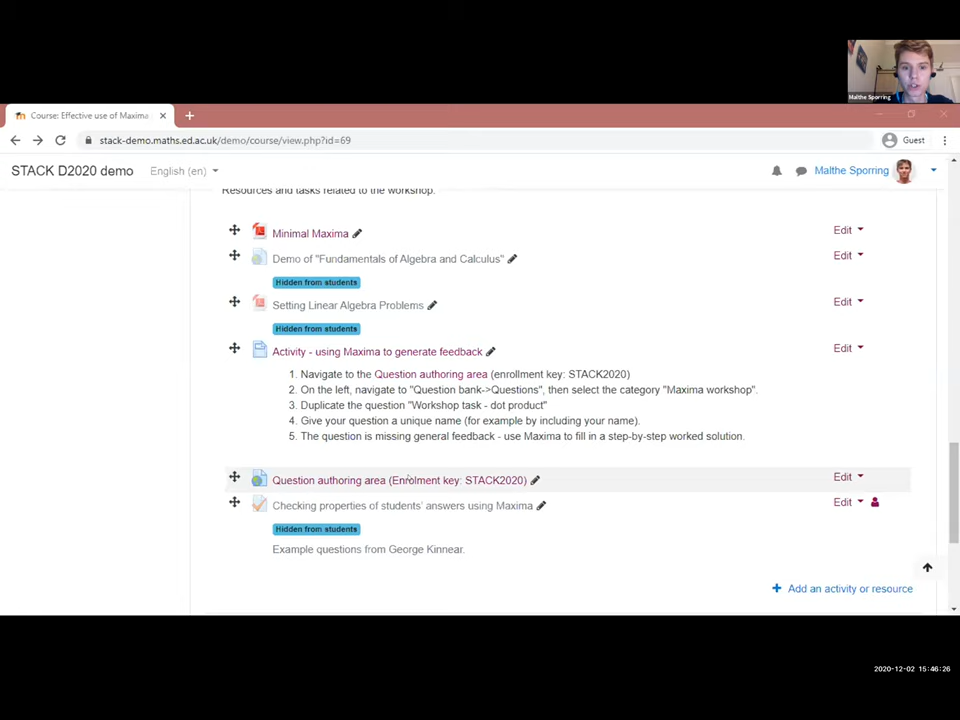 Malthe Sporring
Course: Effective use of Maxima
stack-demo.maths.ed.ac.uk/demo/course/view.php?id=69
Guest
STACK D2020 demo
English (en)
Malthe Sporring
Resources and tasks related to the workshop.
Minimal Maxima
Edit
Demo of "Fundamentals of Algebra and Calculus"
Edit
Hidden from students
Setting Linear Algebra Problems
Edit
Hidden from students
Activity - using Maxima to generate feedback
Edit
1. Navigate to the Question authoring area (enrollment key: STACK2020)
2. On the left, navigate to "Question bank->Questions", then select the category "Maxima workshop".
3. Duplicate the question "Workshop task - dot product"
4. Give your question a unique name (for example by including your name).
5. The question is missing general feedback - use Maxima to fill in a step-by-step worked solution.
Question authoring area (Enrolment key: STACK2020)
Edit
Checking properties of students' answers using Maxima
Edit
Hidden from students
Example questions from George Kinnear.
Add an activity or resource
2020-12-02 15:46:26